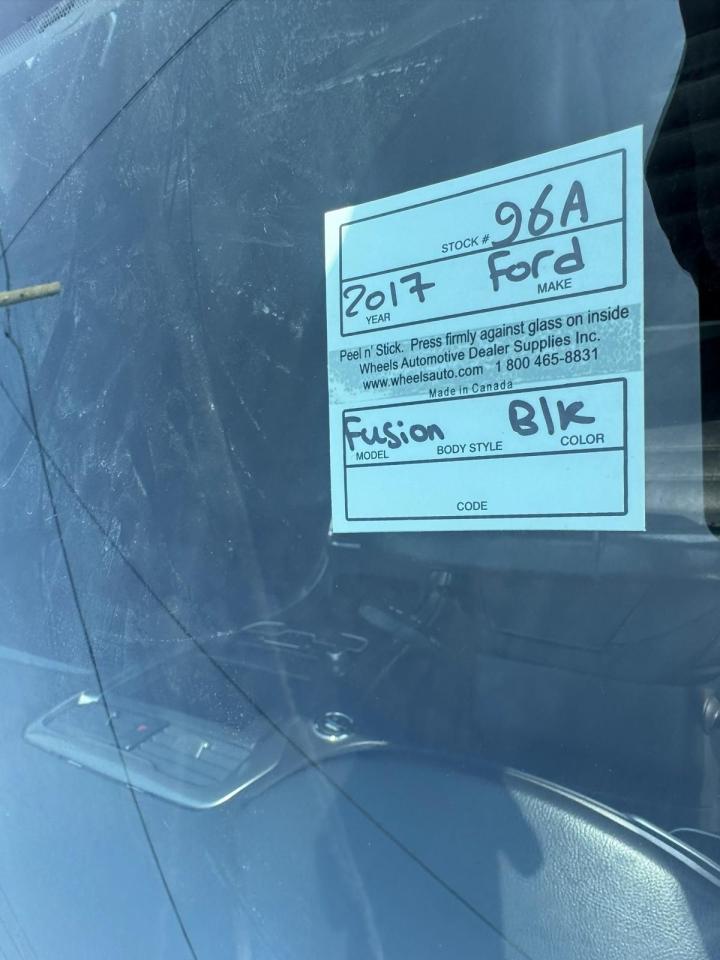 STOCK # 96A
2017 Ford
YEAR MAKE
Peel n' Stick. Press firmly against glass on inside
Wheels Automotive Dealer Supplies Inc.
www.wheelsauto.com 1 800 465-8831
Made in Canada
Fusion Blk
MODEL BODY STYLE COLOR
CODE